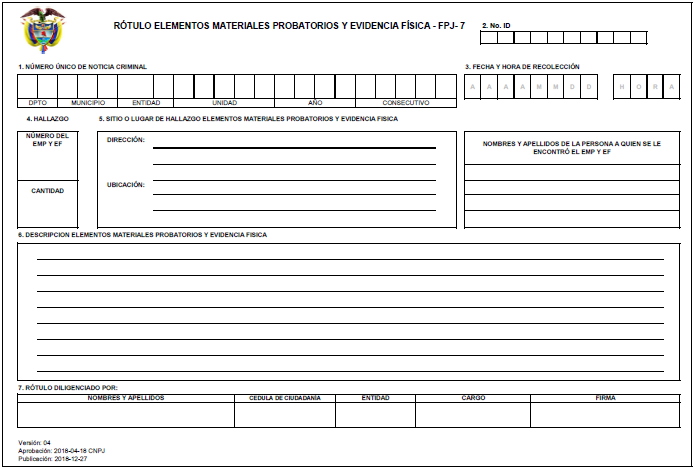 RÓTULO ELEMENTOS MATERIALES PROBATORIOS Y EVIDENCIA FÍSICA - FPJ- 7
2. No. ID
1. NÚMERO ÚNICO DE NOTICIA CRIMINAL
3. FECHA Y HORA DE RECOLECCIÓN
A A A A M M D D H O R A
DPTO MUNICIPIO ENTIDAD UNIDAD AÑO CONSECUTIVO
4. HALLAZGO
5. SITIO O LUGAR DE HALLAZGO ELEMENTOS MATERIALES PROBATORIOS Y EVIDENCIA FISICA
NÚMERO DEL
EMP Y EF
DIRECCIÓN:
NOMBRES Y APELLIDOS DE LA PERSONA A QUIEN SE LE
ENCONTRÓ EL EMP Y EF
CANTIDAD
UBICACIÓN:
6. DESCRIPCION ELEMENTOS MATERIALES PROBATORIOS Y EVIDENCIA FISICA
7. RÓTULO DILIGENCIADO POR:
NOMBRES Y APELLIDOS CEDULA DE CIUDADANÍA ENTIDAD CARGO FIRMA
Versión: 04
Aprobación: 2018-04-18 CNPJ
Publicación: 2018-12-27